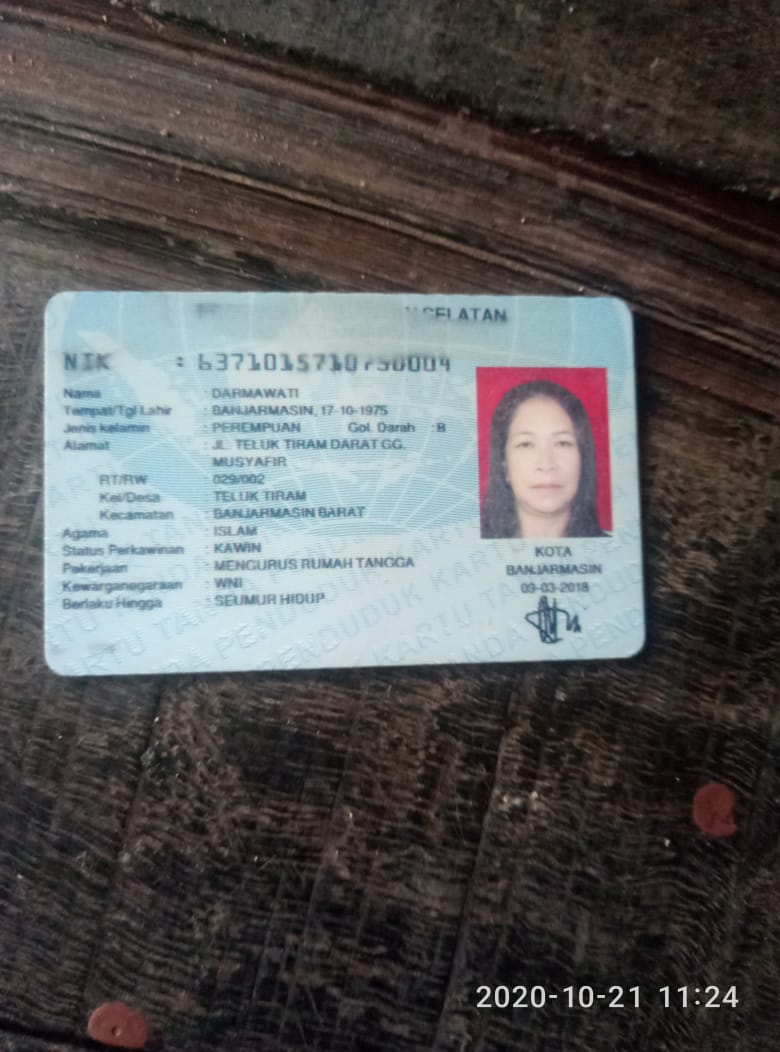 SELATAN
NIK : 6371015710750004
Nama : DARMAWATI
Tempat/Tgl Lahir : BANJARMASIN, 17-10-1975
Jenis kelamin : PEREMPUAN Gol. Darah : B
Alamat : JL. TELUK TIRAM DARAT GG.
MUSYAFIR
RT/RW : 029/002
Kel/Desa : TELUK TIRAM
Kecamatan : BANJARMASIN BARAT
Agama : ISLAM
Status Perkawinan : KAWIN
Pekerjaan : MENGURUS RUMAH TANGGA
Kewarganegaraan : WNI
Berlaku Hingga : SEUMUR HIDUP
KOTA
BANJARMASIN
09-03-2018
2020-10-21 11:24